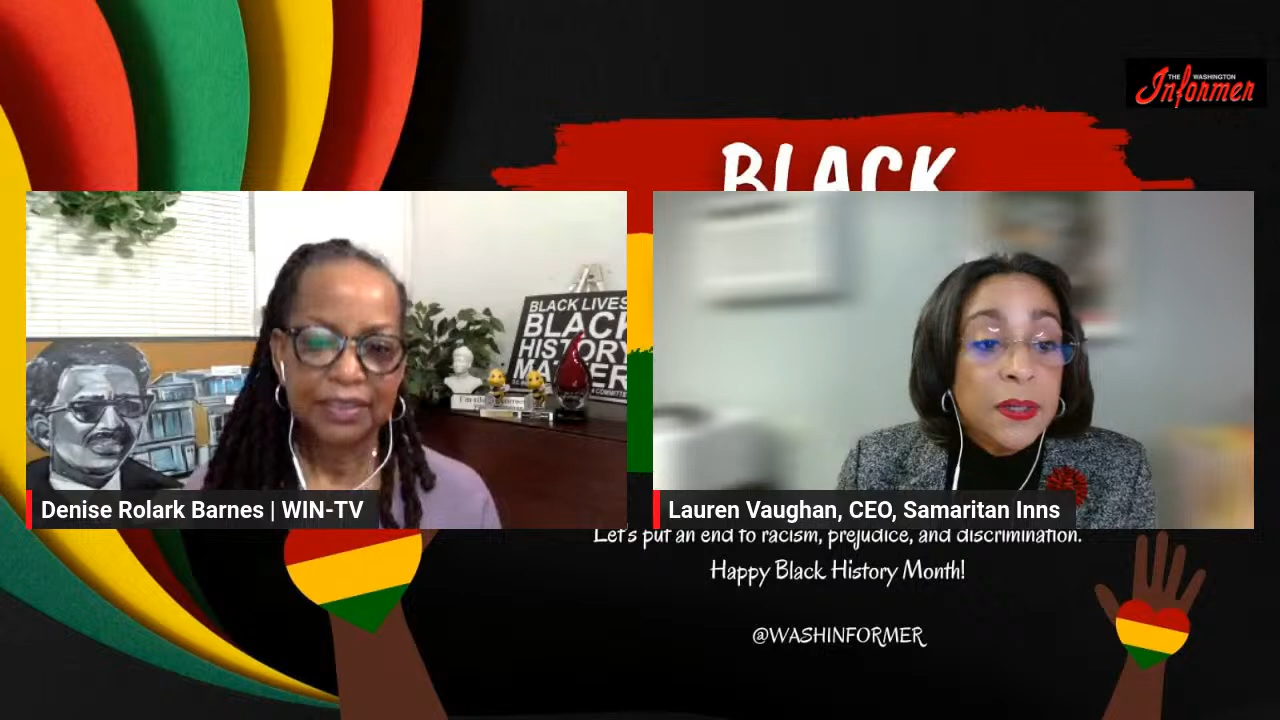 THE WASHINGTON
Informer
BLACK
BLACK LIVES
BLACK
HISTORY
MATTER
Denise Rolark Barnes | WIN-TV
Lauren Vaughan, CEO, Samaritan Inns
Let's put an end to racism, prejudice, and discrimination.
Happy Black History Month!
@WASHINFORMER